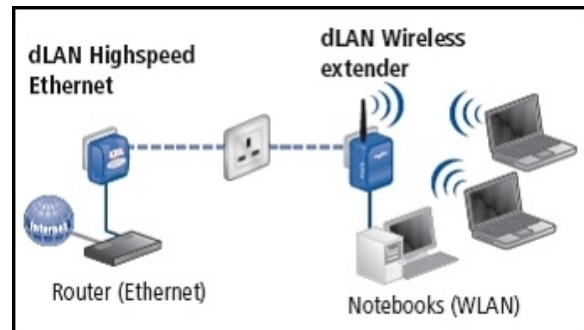 dLAN Highspeed
Ethernet
dLAN Wireless
extender
Internet
Router (Ethernet)
Notebooks (WLAN)